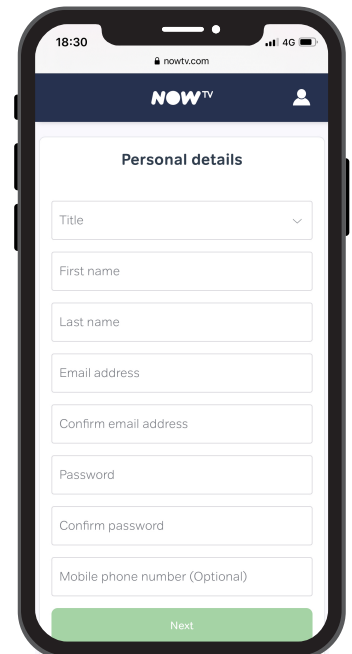 18:30
4G
nowtv.com
NOW TV
Personal details
Title
First name
Last name
Email address
Confirm email address
Password
Confirm password
Mobile phone number (Optional)
Next